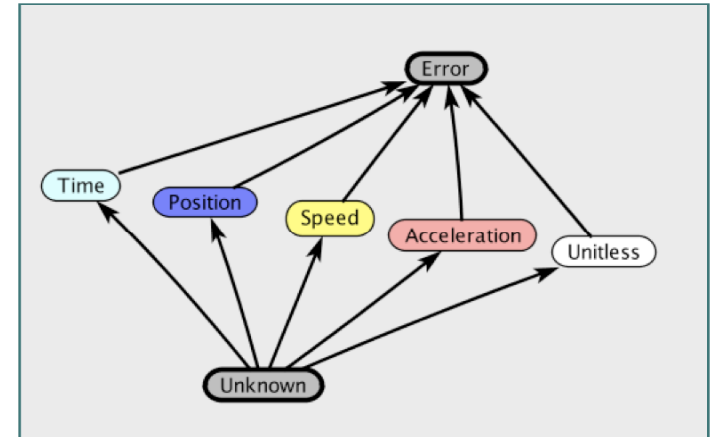 Error
Time
Position
Speed
Acceleration
Unitless
Unknown